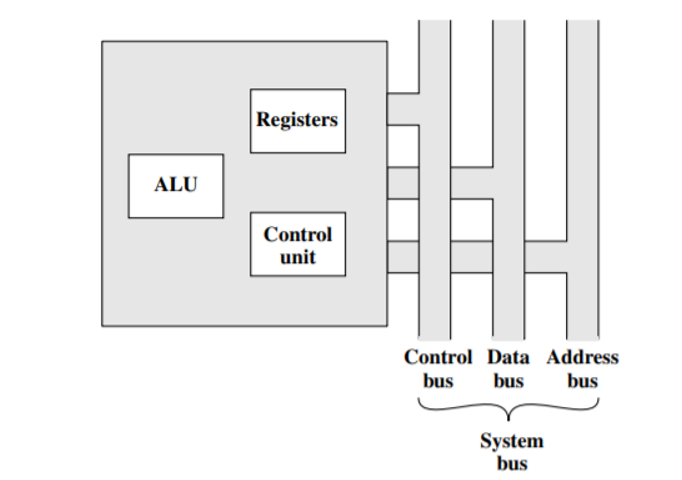 Registers
ALU
Control
unit
Control Data Address
bus bus bus
System
bus